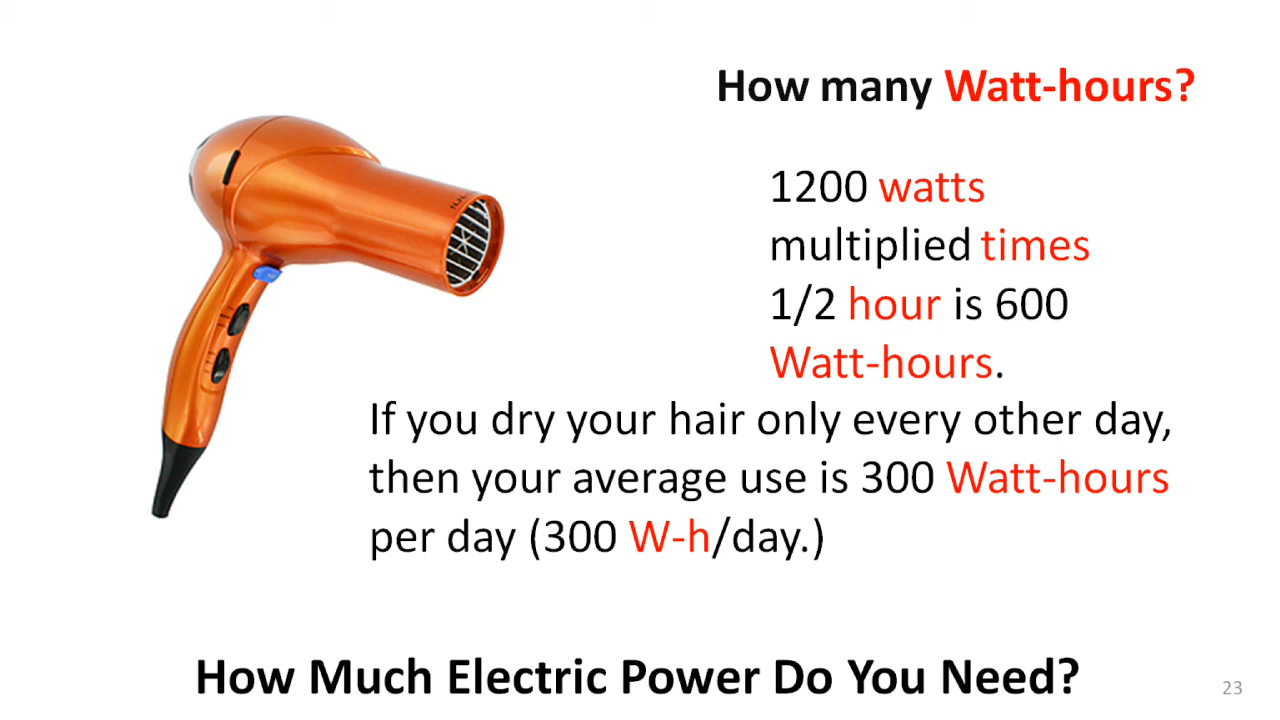 How many Watt-hours?
1200 watts
multiplied times
1/2 hour is 600
Watt-hours.
If you dry your hair only every other day,
then your average use is 300 Watt-hours
per day (300 W-h/day.)
How Much Electric Power Do You Need?
23